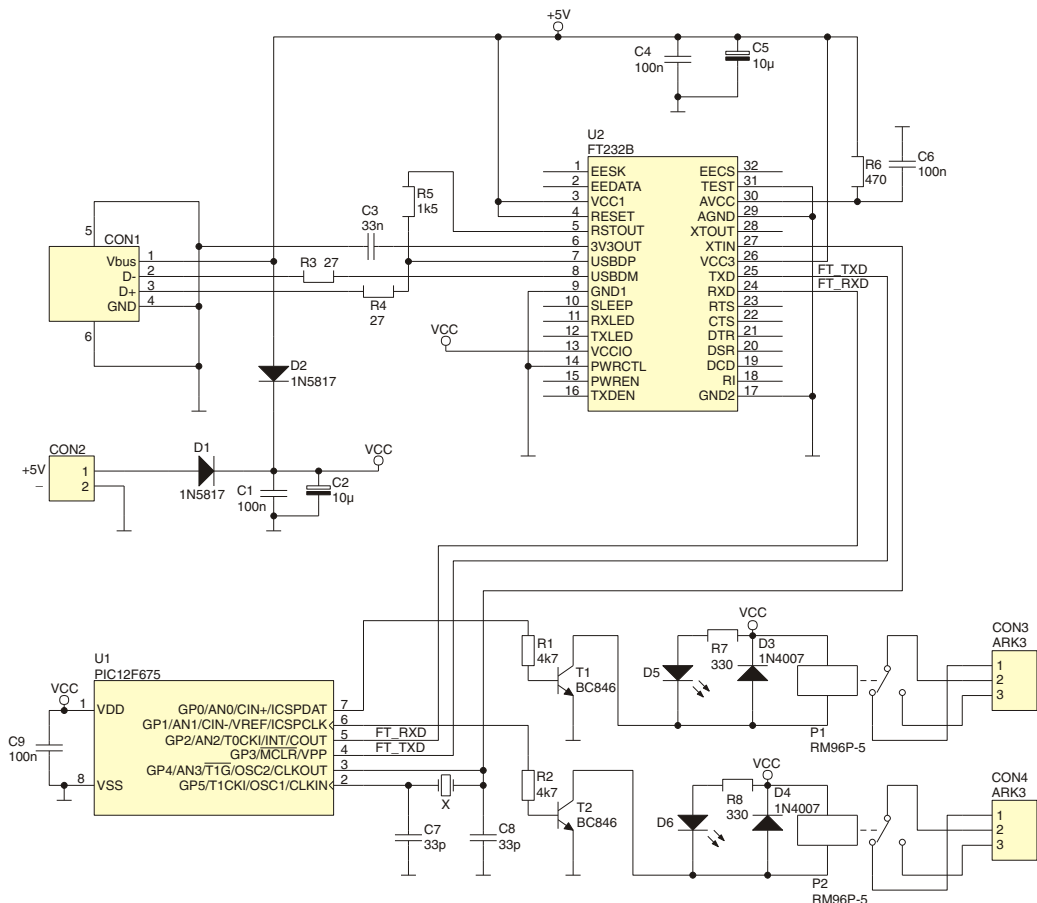 +5V
C4
100n
C5
10µ
U2
FT232B
1 EESK
2 EEDATA
3 VCC1
4 RESET
5 RSTOUT
6 3V3OUT
7 USBDP
8 USBDM
9 GND1
10 SLEEP
11 RXLED
12 TXLED
13 VCCIO
14 PWRCTL
15 PWREN
16 TXDEN
EECS 32
TEST 31
AVCC 30
AGND 29
XTOUT 28
XTIN 27
VCC3 26
TXD 25
RXD 24
RTS 23
CTS 22
DTR 21
DSR 20
DCD 19
RI 18
GND2 17
FT_TXD
FT_RXD
R6
470
C6
100n
R5
1k5
C3
33n
R3 27
R4
27
5
CON1
Vbus 1
D- 2
D+ 3
GND 4
6
VCC
D2
1N5817
CON2
+5V 1
– 2
D1
1N5817
VCC
C1
100n
C2
10µ
U1
PIC12F675
VCC
1 VDD
C9
100n
8 VSS
GP0/AN0/CIN+/ICSPDAT 7
GP1/AN1/CIN-/VREF/ICSPCLK 6
GP2/AN2/T0CKI/INT/COUT 5
GP3/MCLR/VPP 4
GP4/AN3/T1G/OSC2/CLKOUT 3
GP5/T1CKI/OSC1/CLKIN 2
FT_RXD
FT_TXD
X
C7
33p
C8
33p
R1
4k7
T1
BC846
D5
R7
330
VCC
D3
1N4007
P1
RM96P-5
CON3
ARK3
1
2
3
R2
4k7
T2
BC846
D6
R8
330
VCC
D4
1N4007
P2
RM96P-5
CON4
ARK3
1
2
3